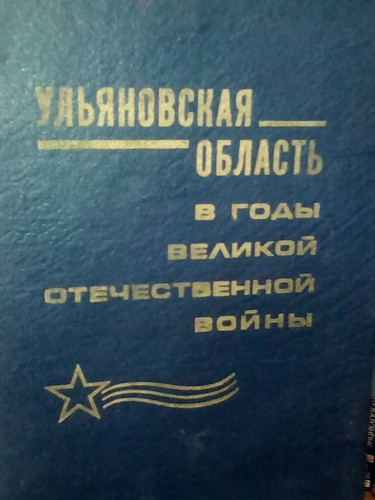 УЛЬЯНОВСКАЯ
ОБЛАСТЬ
В ГОДЫ
ВЕЛИКОЙ
ОТЕЧЕСТВЕННОЙ
ВОЙНЫ